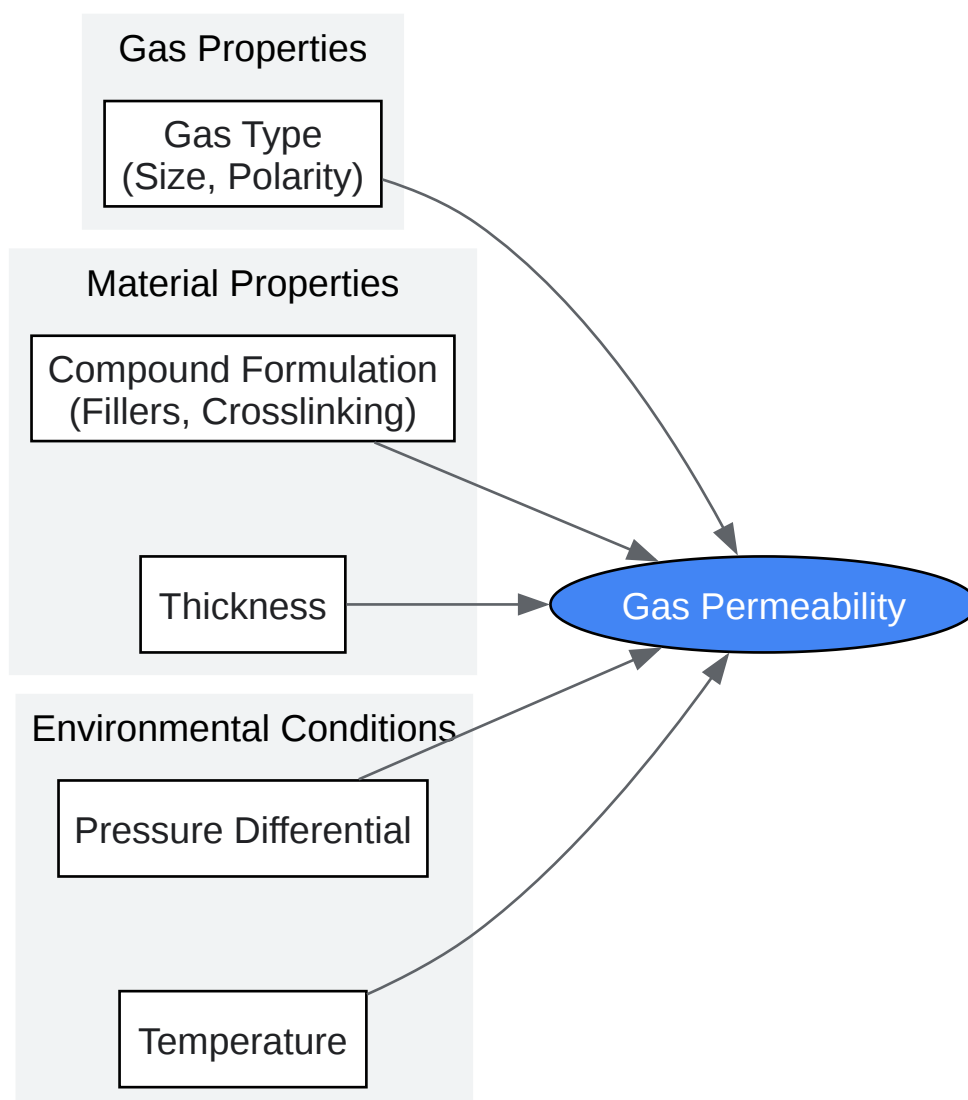 Gas Properties
Gas Type
(Size, Polarity)
Material Properties
Compound Formulation
(Fillers, Crosslinking)
Thickness
Gas Permeability
Environmental Conditions
Pressure Differential
Temperature